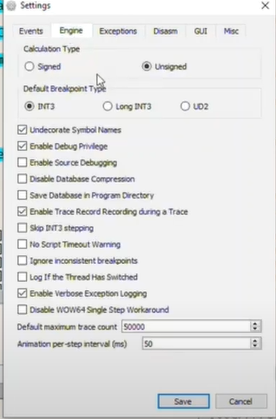 Settings
Events Engine Exceptions Disasm GUI Misc
Calculation Type
Signed Unsigned
Default Breakpoint Type
INT3 Long INT3 UD2
Undecorate Symbol Names
Enable Debug Privilege
Enable Source Debugging
Disable Database Compression
Save Database in Program Directory
Enable Trace Record Recording during a Trace
Skip INT3 stepping
No Script Timeout Warning
Ignore inconsistent breakpoints
Log If the Thread Has Switched
Enable Verbose Exception Logging
Disable WOW64 Single Step Workaround
Default maximum trace count 50000
Animation per-step interval (ms) 50
Save Cancel